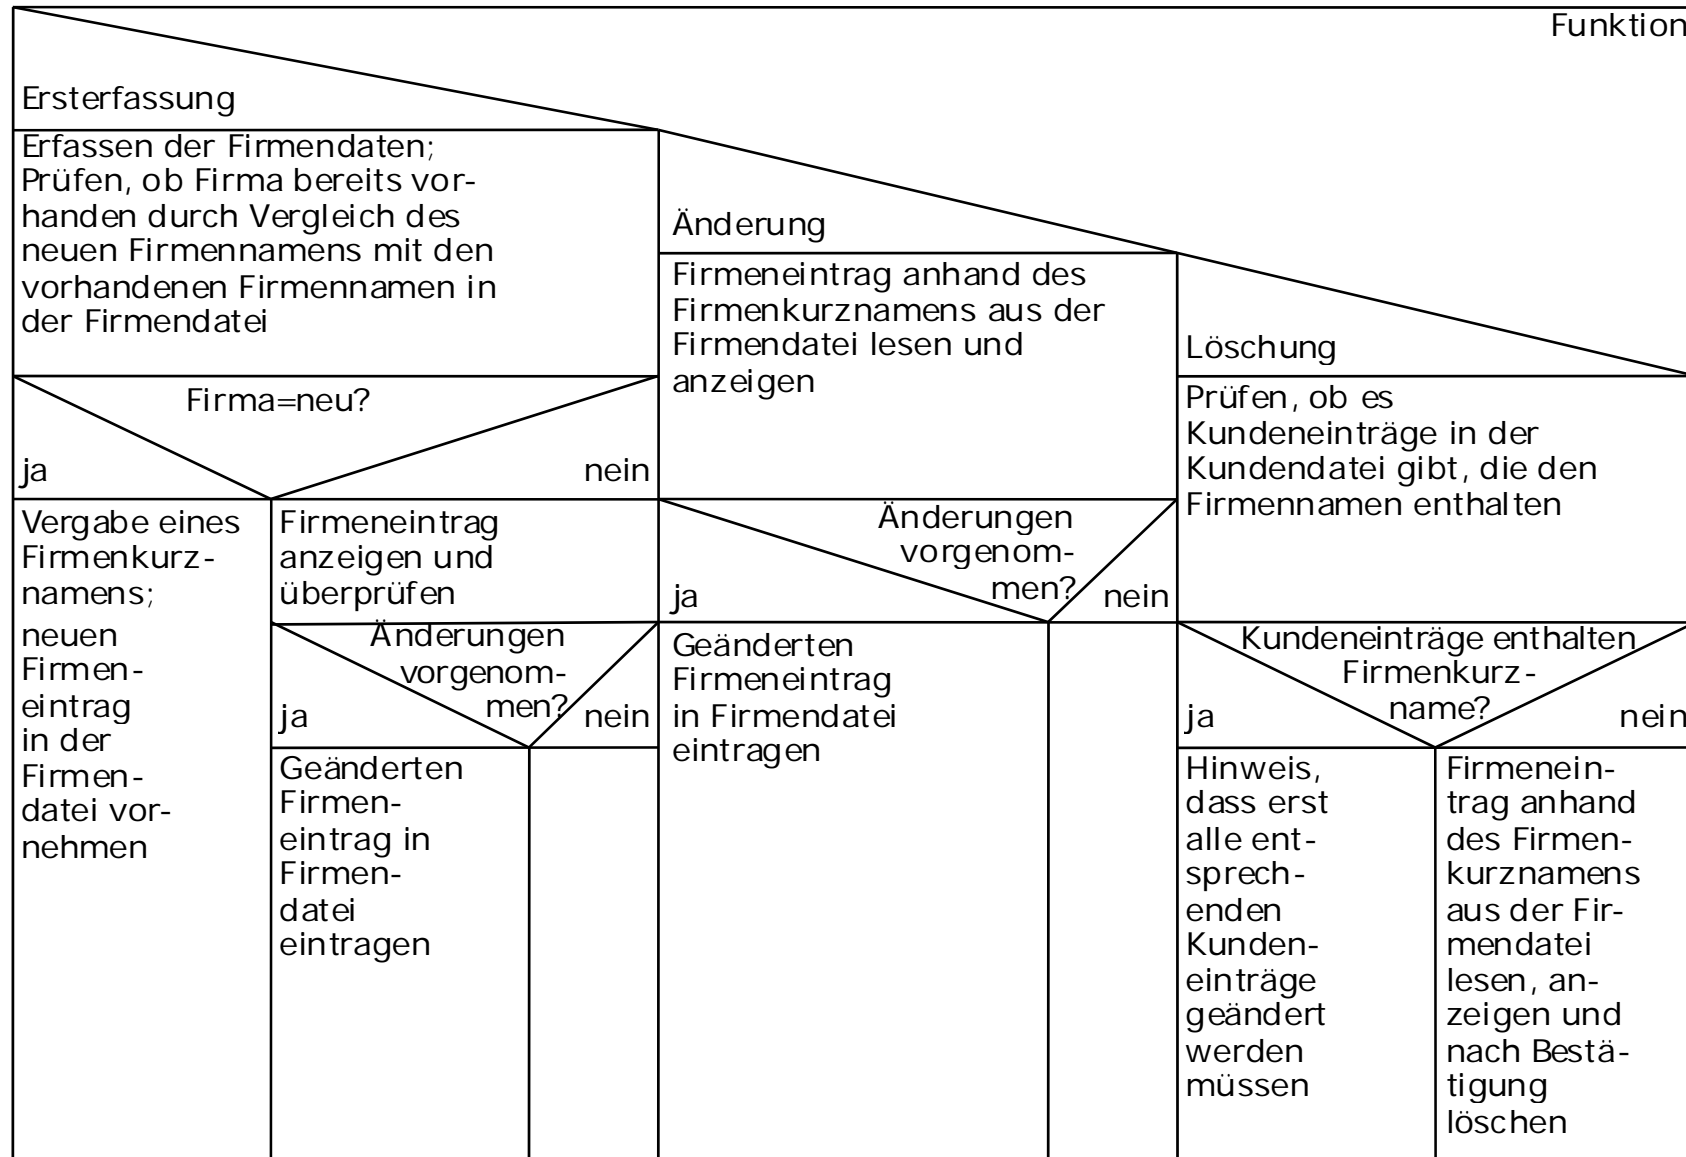 Funktion
Ersterfassung
Erfassen der Firmendaten;
Prüfen, ob Firma bereits vor-
handen durch Vergleich des
neuen Firmennamens mit den
vorhandenen Firmennamen in
der Firmendatei
Firma=neu?
ja
nein
Vergabe eines
Firmenkurz-
namens;
neuen
Firmen-
eintrag
in der
Firmen-
datei vor-
nehmen
Firmeneintrag
anzeigen und
überprüfen
Änderungen
vorgenom-
men?
ja
nein
Geänderten
Firmen-
eintrag in
Firmen-
datei
eintragen
Änderung
Firmeneintrag anhand des
Firmenkurznamens aus der
Firmendatei lesen und
anzeigen
Änderungen
vorgenom-
men?
ja
nein
Geänderten
Firmeneintrag
in Firmendatei
eintragen
Löschung
Prüfen, ob es
Kundeneinträge in der
Kundendatei gibt, die den
Firmennamen enthalten
Kundeneinträge enthalten
Firmenkurz-
name?
ja
nein
Hinweis,
dass erst
alle ent-
sprech-
enden
Kunden-
einträge
geändert
werden
müssen
Firmenein-
trag anhand
des Firmen-
kurznamens
aus der Fir-
mendatei
lesen, an-
zeigen und
nach Bestä-
tigung
löschen